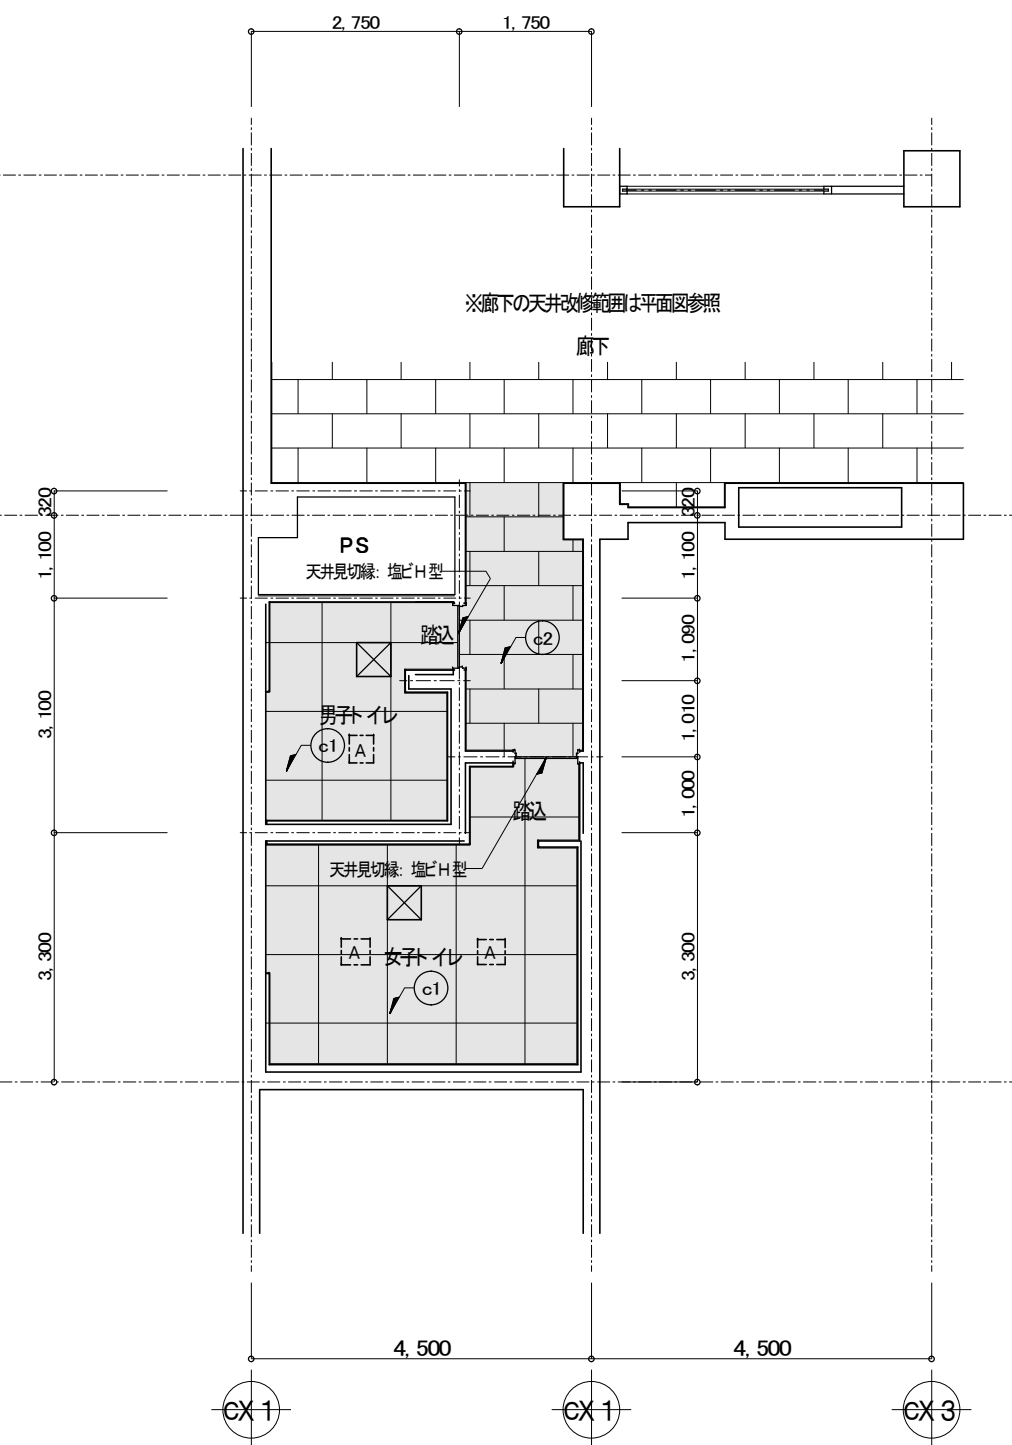 2,750
1,750
※廊下の天井改修範囲は平面図参照
廊下
320
1,100
3,100
3,300
320
1,100
1,090
1,010
1,000
3,300
PS
天井見切縁: 塩ビH型
踏込
c2
男子トイレ
c1
A
踏込
天井見切縁: 塩ビH型
A
女子トイレ
A
c1
4,500
4,500
CX1
CX1
CX3